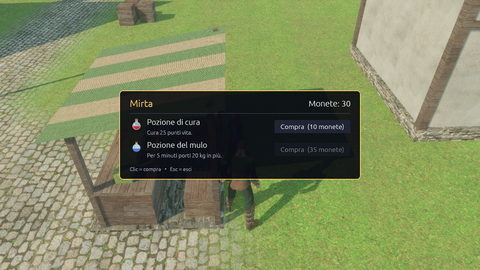 Mirta
Monete: 30
Pozione di cura
Cura 25 punti vita.
Compra (10 monete)
Pozione del mulo
Per 5 minuti porti 20 kg in più.
Compra (35 monete)
Clic = compra • Esc = esci